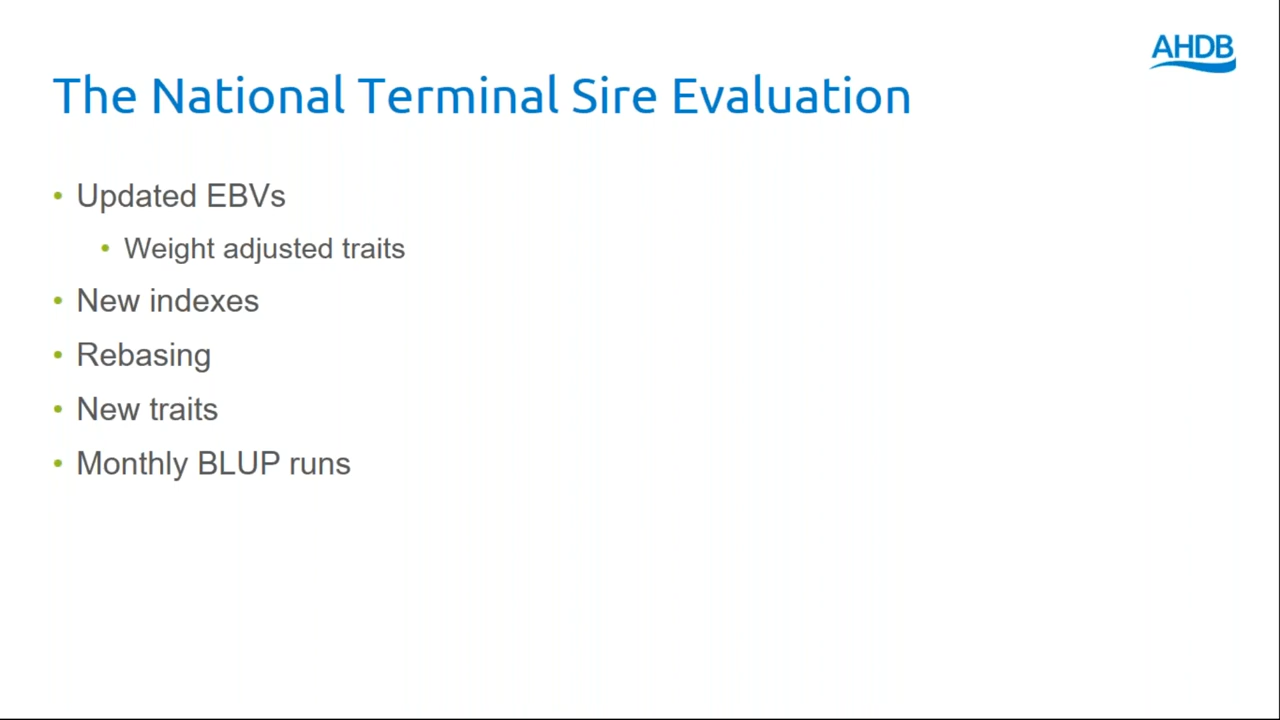 AHDB
The National Terminal Sire Evaluation
• Updated EBVs
• Weight adjusted traits
• New indexes
• Rebasing
• New traits
• Monthly BLUP runs